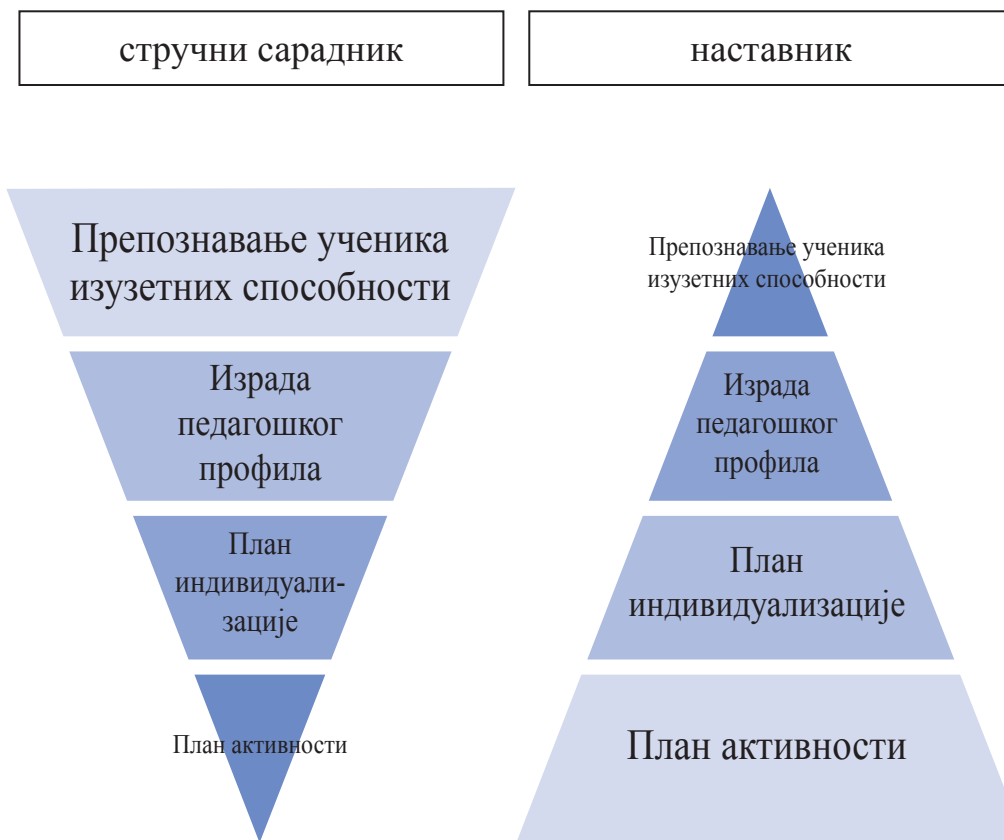 стручни сарадник
наставник
Препознавање ученика
изузетних способности
Израда
педагошког
профила
План
индивидуали-
зације
План активности
Препознавање ученика
изузетних способности
Израда
педагошког
профила
План
индивидуализације
План активности